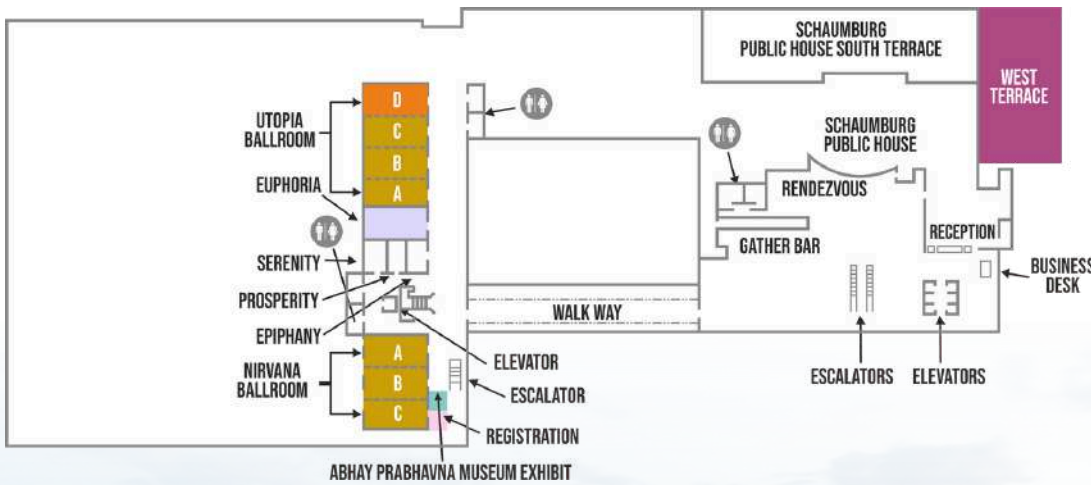 SCHAUMBURG
PUBLIC HOUSE SOUTH TERRACE
WEST
TERRACE
D
C
B
A
UTOPIA
BALLROOM
EUPHORIA
SCHAUMBURG
PUBLIC HOUSE
RENDEZVOUS
GATHER BAR
RECEPTION
BUSINESS
DESK
SERENITY
PROSPERITY
EPIPHANY
WALK WAY
ELEVATOR
ESCALATORS
ELEVATORS
NIRVANA
BALLROOM
A
B
C
ESCALATOR
REGISTRATION
ABHAY PRABHAVNA MUSEUM EXHIBIT